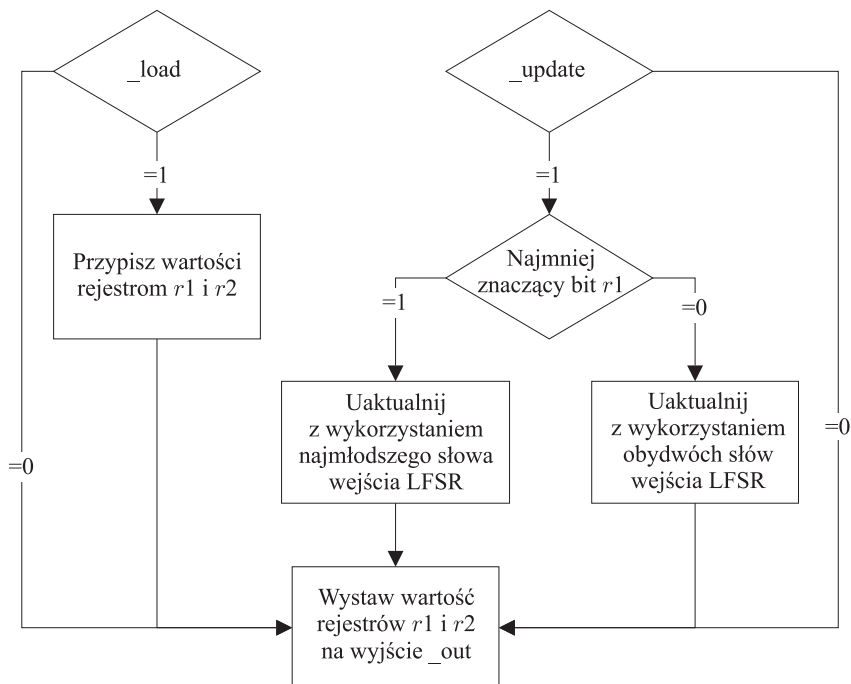 _load
_update
=1
=1
Przypisz wartości
rejestrom r1 i r2
Najmniej
znaczący bit r1
=1
=0
Uaktualnij
z wykorzystaniem
najmłodszego słowa
wejścia LFSR
Uaktualnij
z wykorzystaniem
obydwóch słów
wejścia LFSR
=0
=0
Wystaw wartość
rejestrów r1 i r2
na wyjście _out